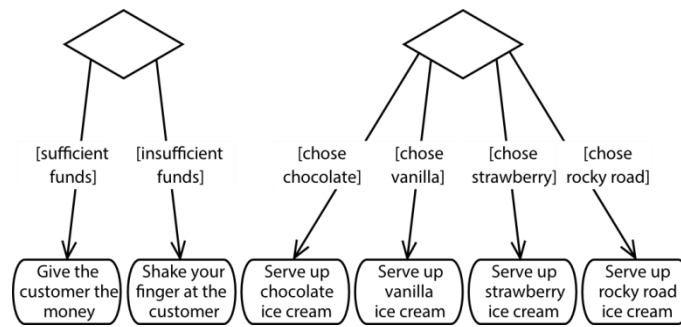 [sufficient
funds]
[insufficient
funds]
[chose
chocolate]
[chose
vanilla]
[chose
strawberry]
[chose
rocky road]
Give the
customer the
money
Shake your
finger at the
customer
Serve up
chocolate
ice cream
Serve up
vanilla
ice cream
Serve up
strawberry
ice cream
Serve up
rocky road
ice cream